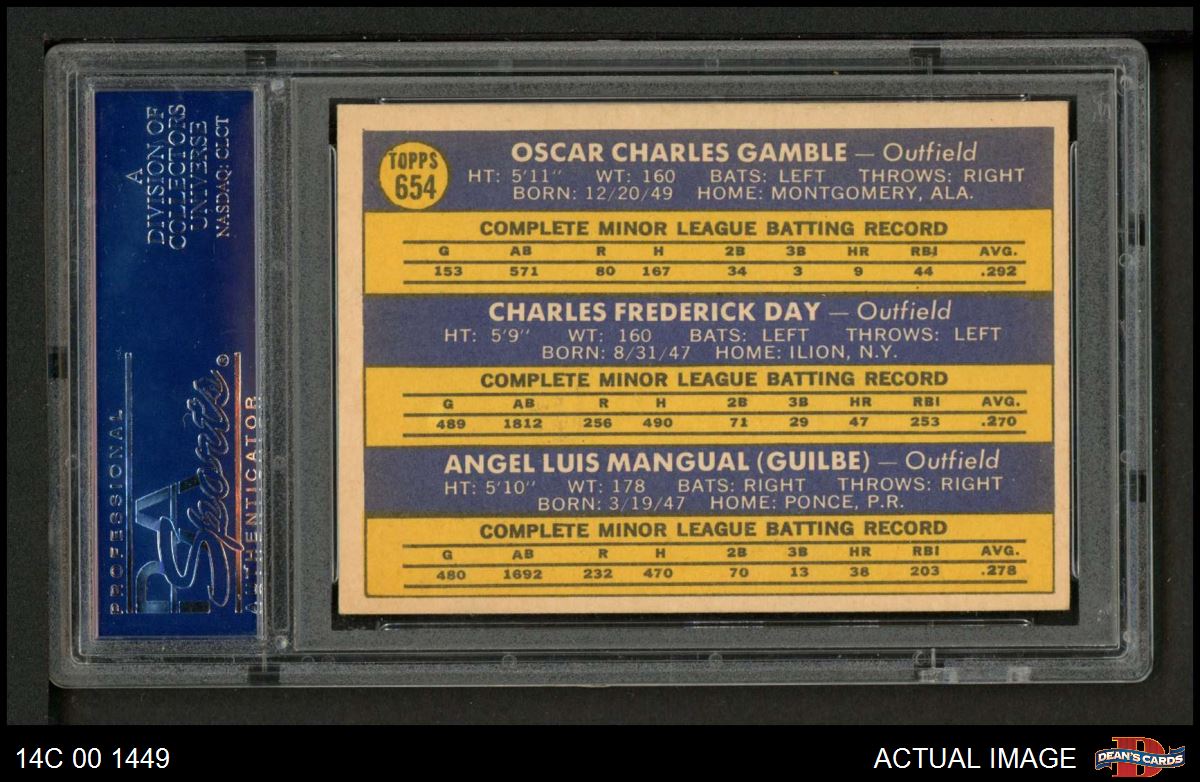 A
DIVISION OF
COLLECTORS
UNIVERSE
NASDAQ: CLCT
PROFESSIONAL
PSA
Sports®
AUTHENTICATOR
TOPPS
654
OSCAR CHARLES GAMBLE — Outfield
HT: 5'11" WT: 160 BATS: LEFT THROWS: RIGHT
BORN: 12/20/49 HOME: MONTGOMERY, ALA.
COMPLETE MINOR LEAGUE BATTING RECORD
G AB R H 2B 3B HR RBI AVG.
153 571 80 167 34 3 9 44 .292
CHARLES FREDERICK DAY — Outfield
HT: 5'9" WT: 160 BATS: LEFT THROWS: LEFT
BORN: 8/31/47 HOME: ILION, N.Y.
COMPLETE MINOR LEAGUE BATTING RECORD
G AB R H 2B 3B HR RBI AVG.
489 1812 256 490 71 29 47 253 .270
ANGEL LUIS MANGUAL (GUILBE) — Outfield
HT: 5'10" WT: 178 BATS: RIGHT THROWS: RIGHT
BORN: 3/19/47 HOME: PONCE, P.R.
COMPLETE MINOR LEAGUE BATTING RECORD
G AB R H 2B 3B HR RBI AVG.
480 1692 232 470 70 13 38 203 .278
14C 00 1449
ACTUAL IMAGE
D
DEAN'S CARDS